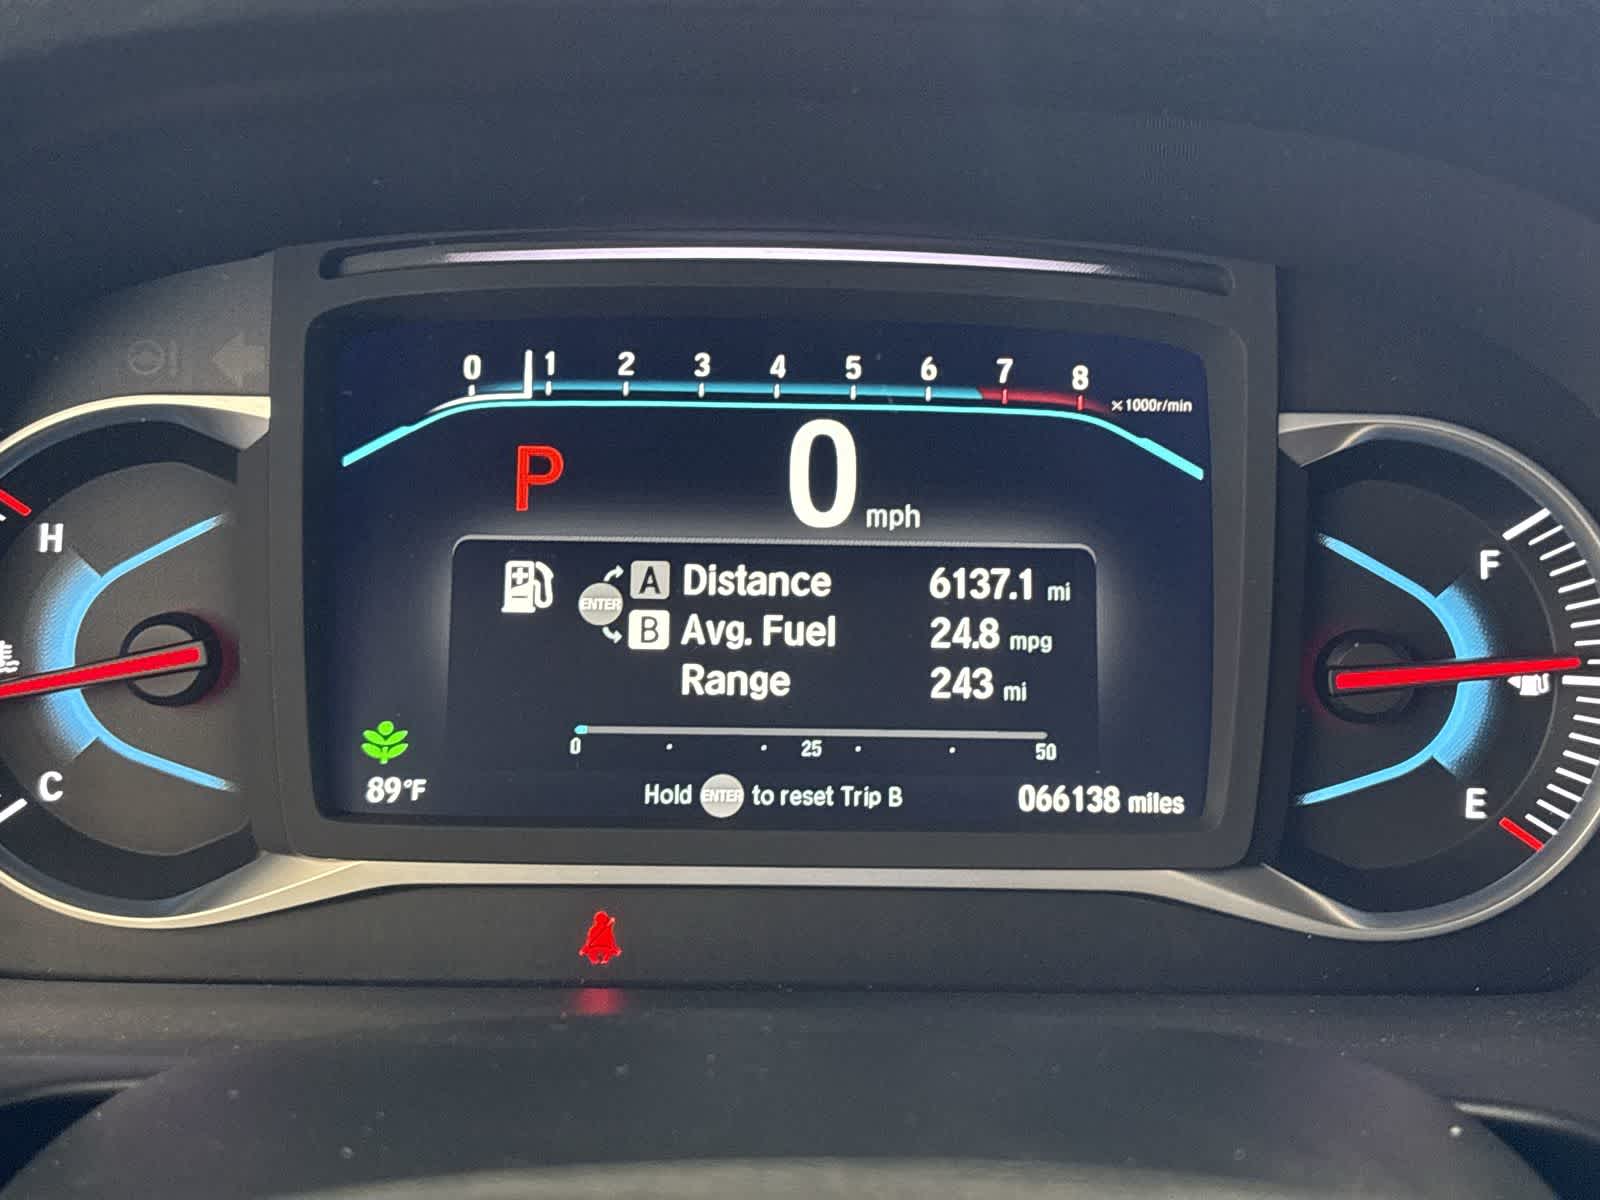 0 1 2 3 4 5 6 7 8
x1000r/min
P 0 mph
H
F
ENTER
A Distance 6137.1 mi
B Avg. Fuel 24.8 mpg
Range 243 mi
0 25 50
C
E
89°F
Hold ENTER to reset Trip B
066138 miles